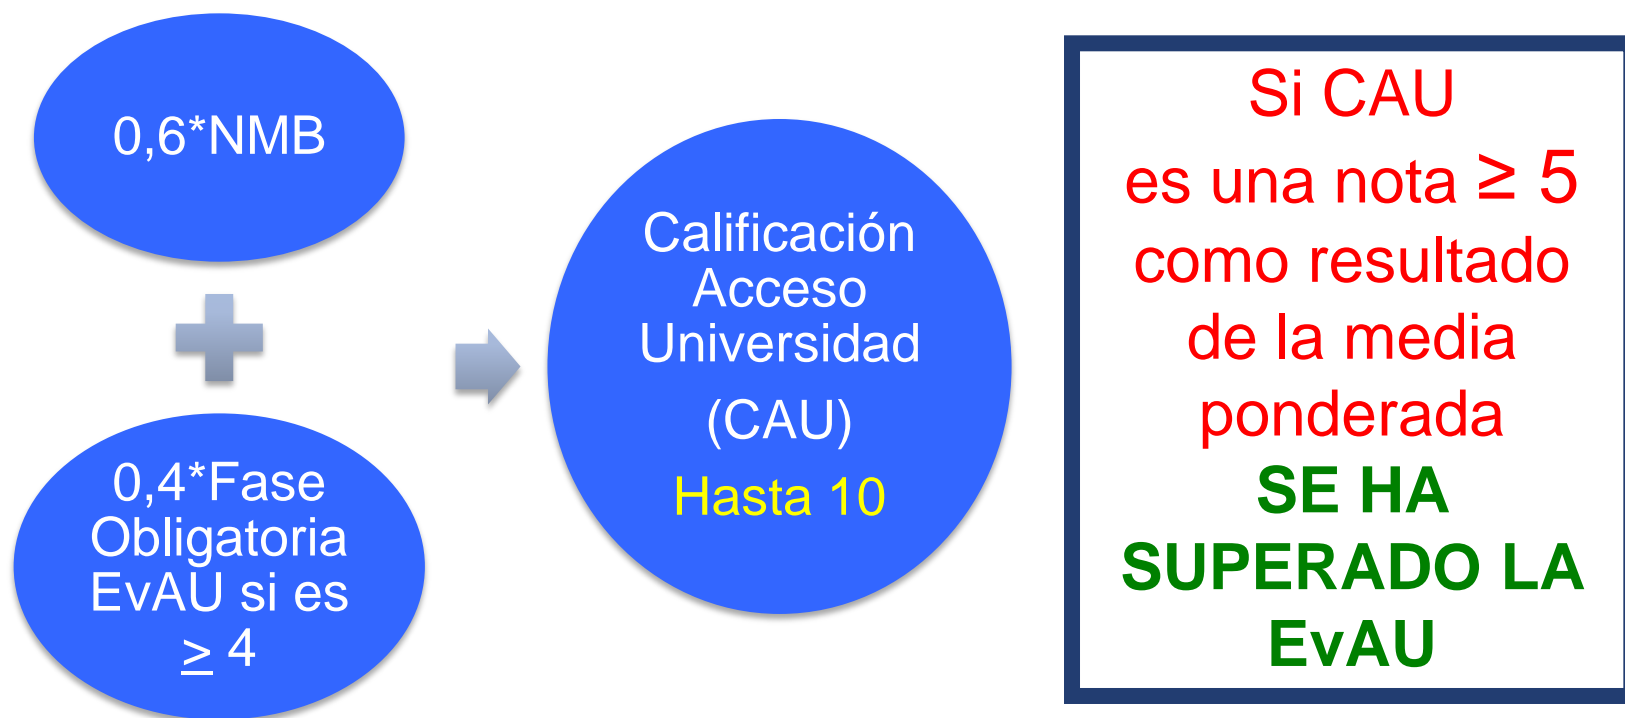 0,6*NMB
0,4*Fase
Obligatoria
EvAU si es
≥ 4
Calificación
Acceso
Universidad
(CAU)
Hasta 10
Si CAU
es una nota ≥ 5
como resultado
de la media
ponderada
SE HA
SUPERADO LA
EvAU